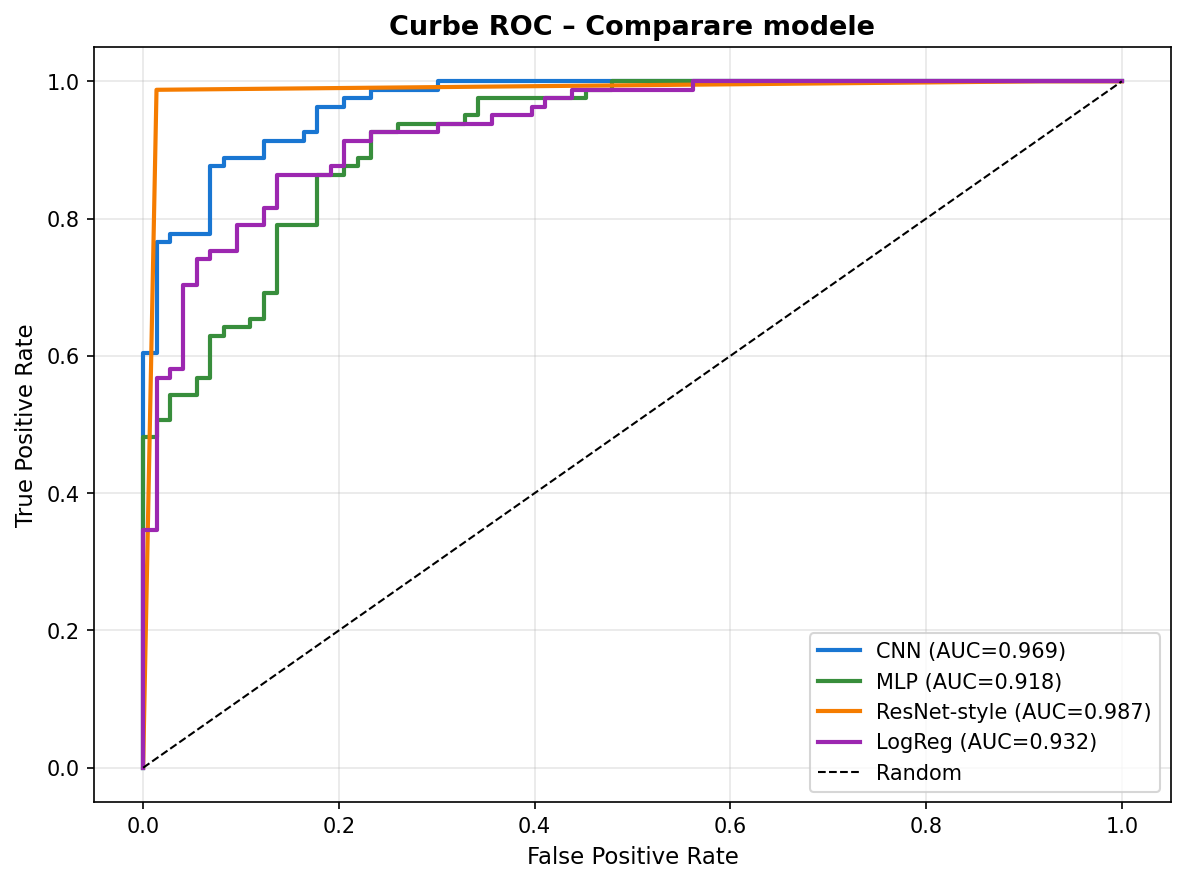 Curbe ROC – Comparare modele
True Positive Rate
1.0
0.8
0.6
0.4
0.2
0.0
0.0 0.2 0.4 0.6 0.8 1.0
False Positive Rate
CNN (AUC=0.969)
MLP (AUC=0.918)
ResNet-style (AUC=0.987)
LogReg (AUC=0.932)
Random